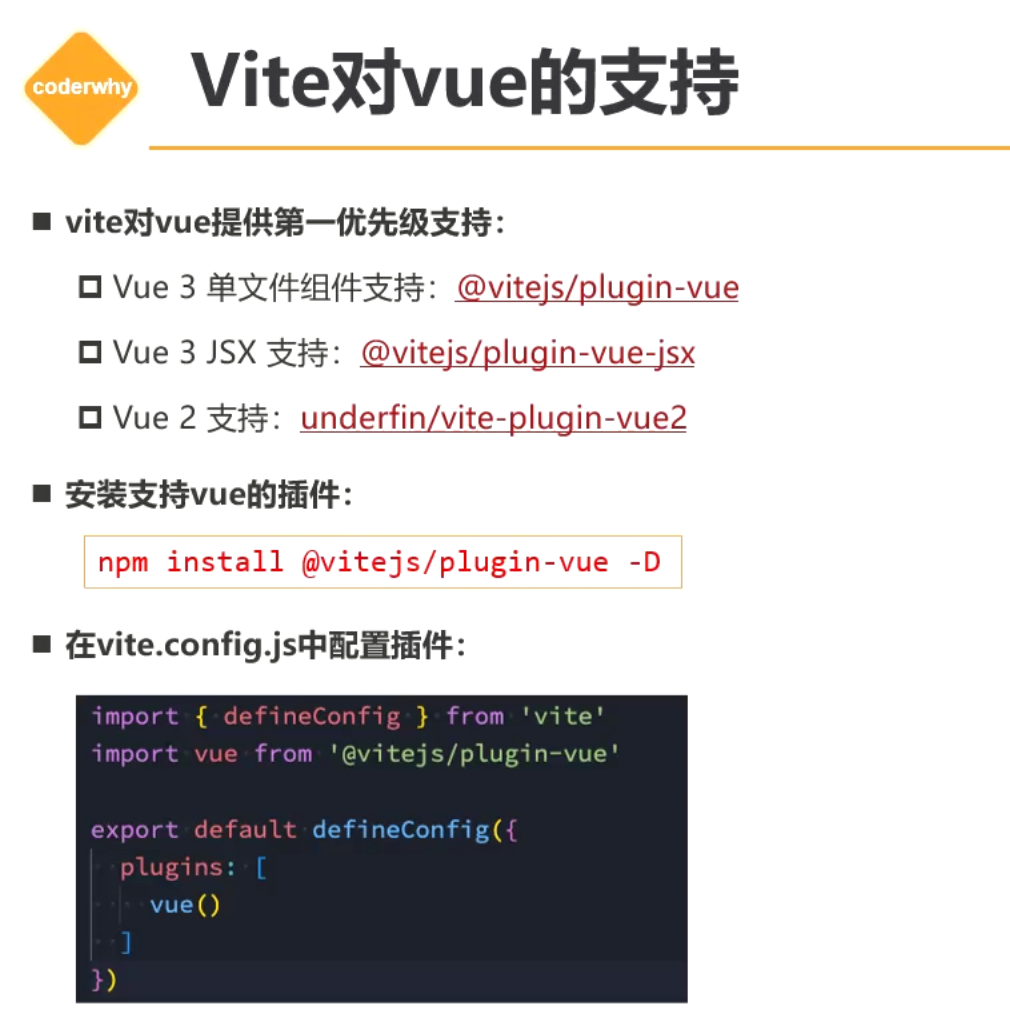 coderwhy
Vite对vue的支持
vite对vue提供第一优先级支持：
Vue 3 单文件组件支持：@vitejs/plugin-vue
Vue 3 JSX 支持：@vitejs/plugin-vue-jsx
Vue 2 支持：underfin/vite-plugin-vue2
安装支持vue的插件：
npm install @vitejs/plugin-vue -D
在vite.config.js中配置插件：
import { defineConfig } from 'vite'
import vue from '@vitejs/plugin-vue'
export default defineConfig({
  plugins: [
    vue()
  ]
})